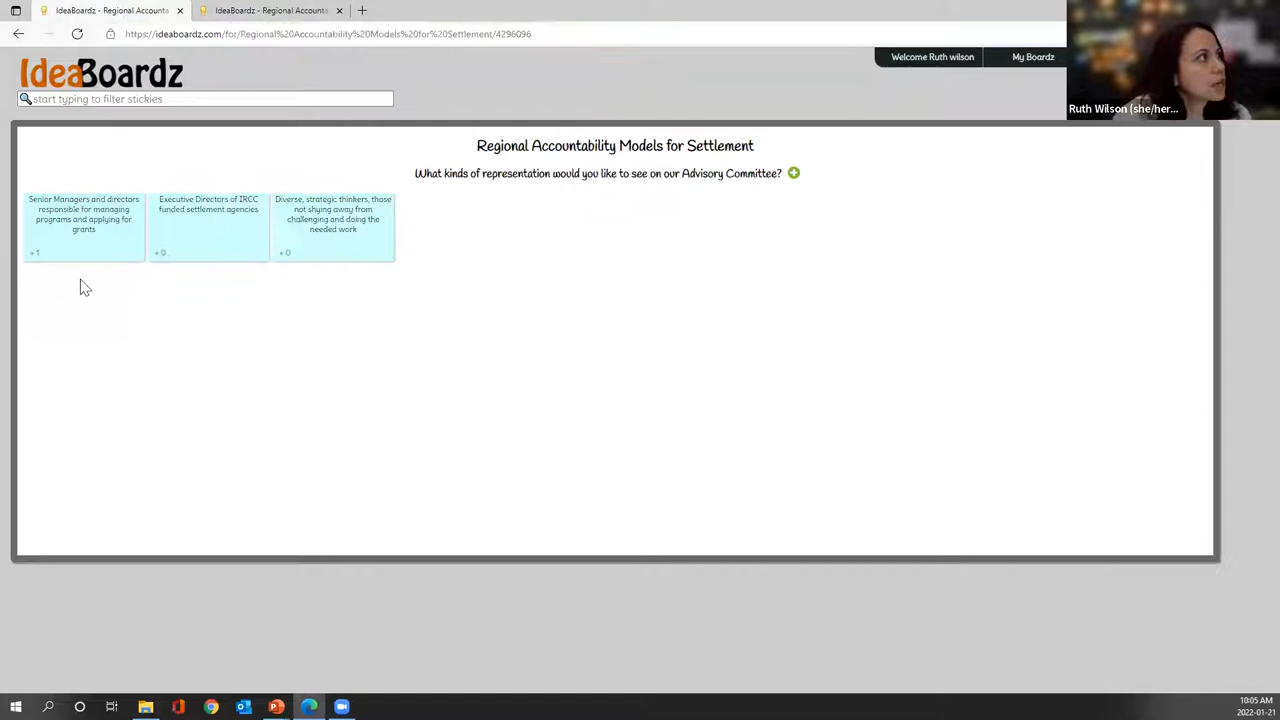 IdeaBoardz - Regional Accounta
IdeaBoardz - Regional Accounta
https://ideaboardz.com/for/Regional%20Accountability%20Models%20for%20Settlement/4296096
Welcome Ruth wilson
My Boardz
Ruth Wilson (she/her...
IdeaBoardz
start typing to filter stickies
Regional Accountability Models for Settlement
What kinds of representation would you like to see on our Advisory Committee?
Senior Managers and directors
responsible for managing
programs and applying for
grants
+1
Executive Directors of IRCC
funded settlement agencies
+0
Diverse, strategic thinkers, those
not shying away from
challenging and doing the
needed work
+0
10:05 AM
2022-01-21